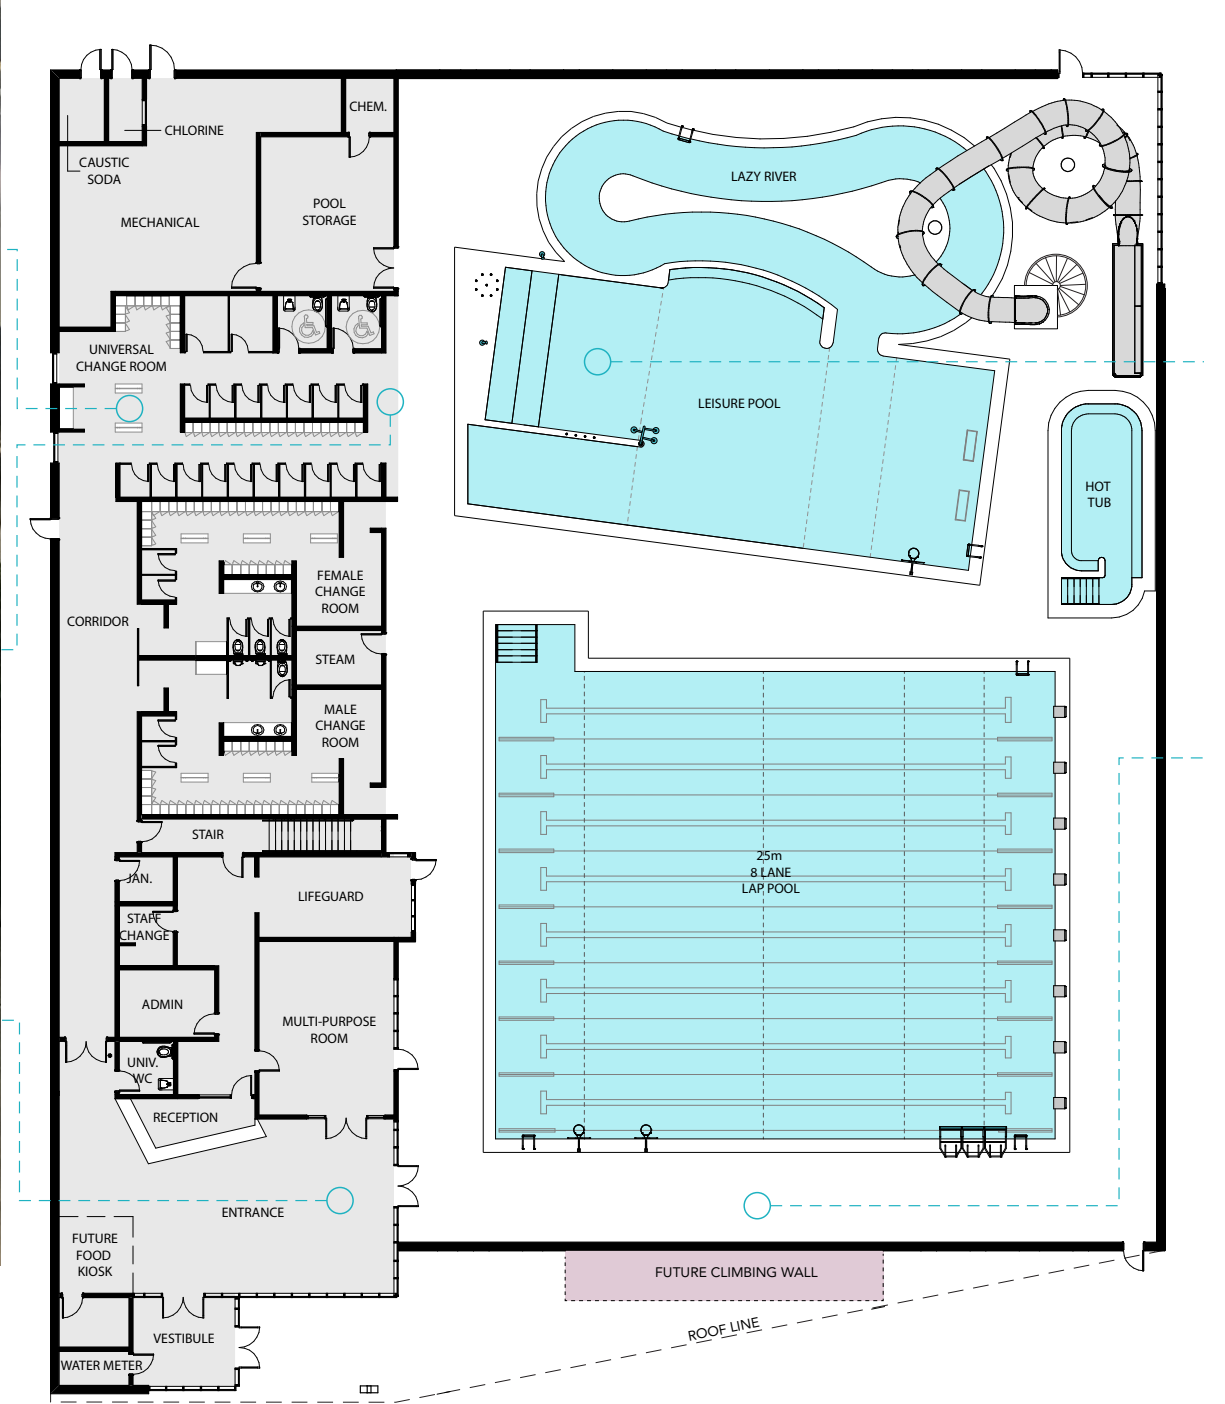 CHEM.
CHLORINE
CAUSTIC
SODA
MECHANICAL
POOL
STORAGE
LAZY RIVER
UNIVERSAL
CHANGE ROOM
LEISURE POOL
HOT
TUB
FEMALE
CHANGE
ROOM
CORRIDOR
STEAM
MALE
CHANGE
ROOM
STAIR
25m
8 LANE
LAP POOL
JAN.
LIFEGUARD
STAFF
CHANGE
ADMIN
MULTI-PURPOSE
ROOM
UNIV.
WC
RECEPTION
ENTRANCE
FUTURE
FOOD
KIOSK
FUTURE CLIMBING WALL
ROOF LINE
VESTIBULE
WATER METER